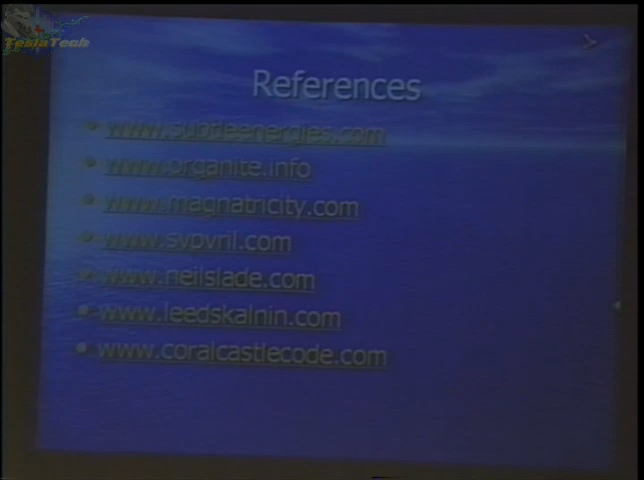 TeslaTech
References
• www.subtleenergies.com
• www.organite.info
• www.magnatricity.com
• www.svpvril.com
• www.neilslade.com
• www.leedskalnin.com
• www.coralcastlecode.com